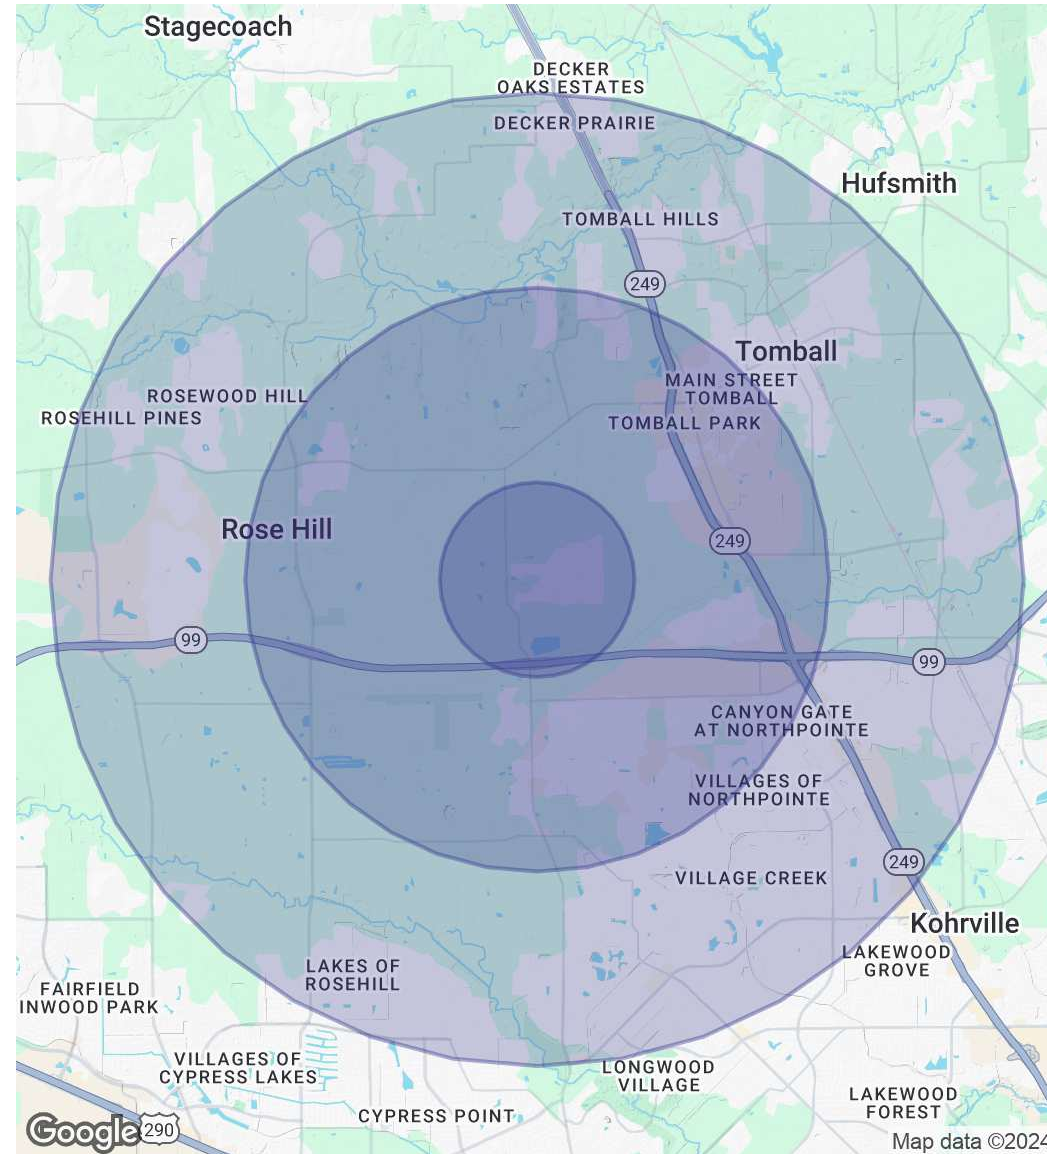 Stagecoach
DECKER
OAKS ESTATES
DECKER PRAIRIE
Hufsmith
TOMBALL HILLS
249
Tomball
MAIN STREET
TOMBALL
ROSEWOOD HILL
ROSEHILL PINES
TOMBALL PARK
Rose Hill
249
99
99
CANYON GATE
AT NORTHPOINTE
VILLAGES OF
NORTHPOINTE
249
VILLAGE CREEK
Kohrville
LAKEWOOD
GROVE
LAKES OF
ROSEHILL
FAIRFIELD
INWOOD PARK
VILLAGES OF
CYPRESS LAKES
LONGWOOD
VILLAGE
LAKEWOOD
FOREST
CYPRESS POINT
Google
290
Map data ©2024